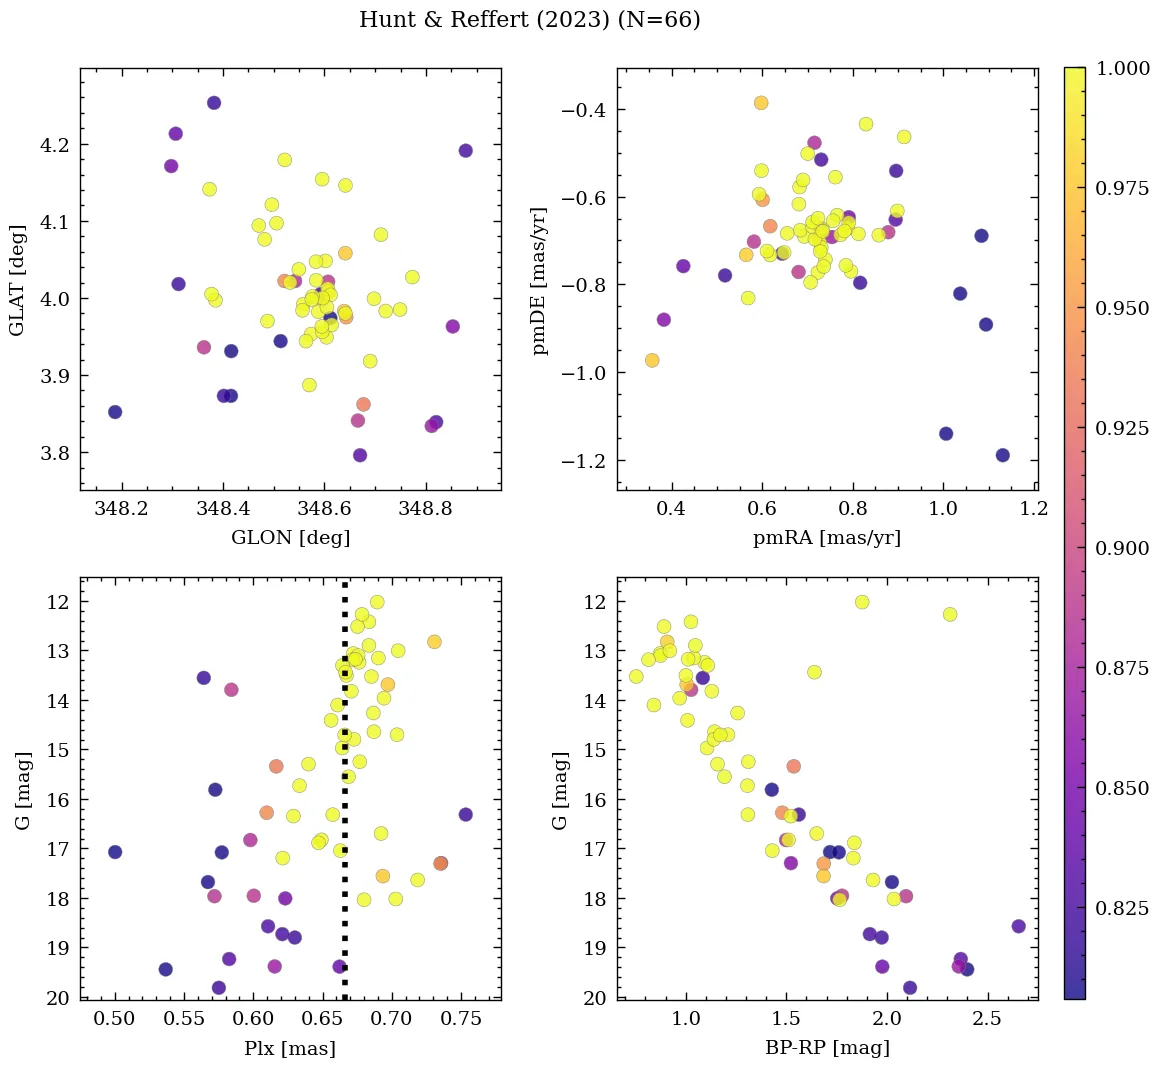 Hunt & Reffert (2023) (N=66)
4.2
4.1
4.0
3.9
3.8
GLAT [deg]
348.2 348.4 348.6 348.8
GLON [deg]
−0.4
−0.6
−0.8
−1.0
−1.2
pmDE [mas/yr]
0.4 0.6 0.8 1.0 1.2
pmRA [mas/yr]
12
13
14
15
16
17
18
19
20
G [mag]
0.50 0.55 0.60 0.65 0.70 0.75
Plx [mas]
12
13
14
15
16
17
18
19
20
G [mag]
1.0 1.5 2.0 2.5
BP-RP [mag]
1.000
0.975
0.950
0.925
0.900
0.875
0.850
0.825